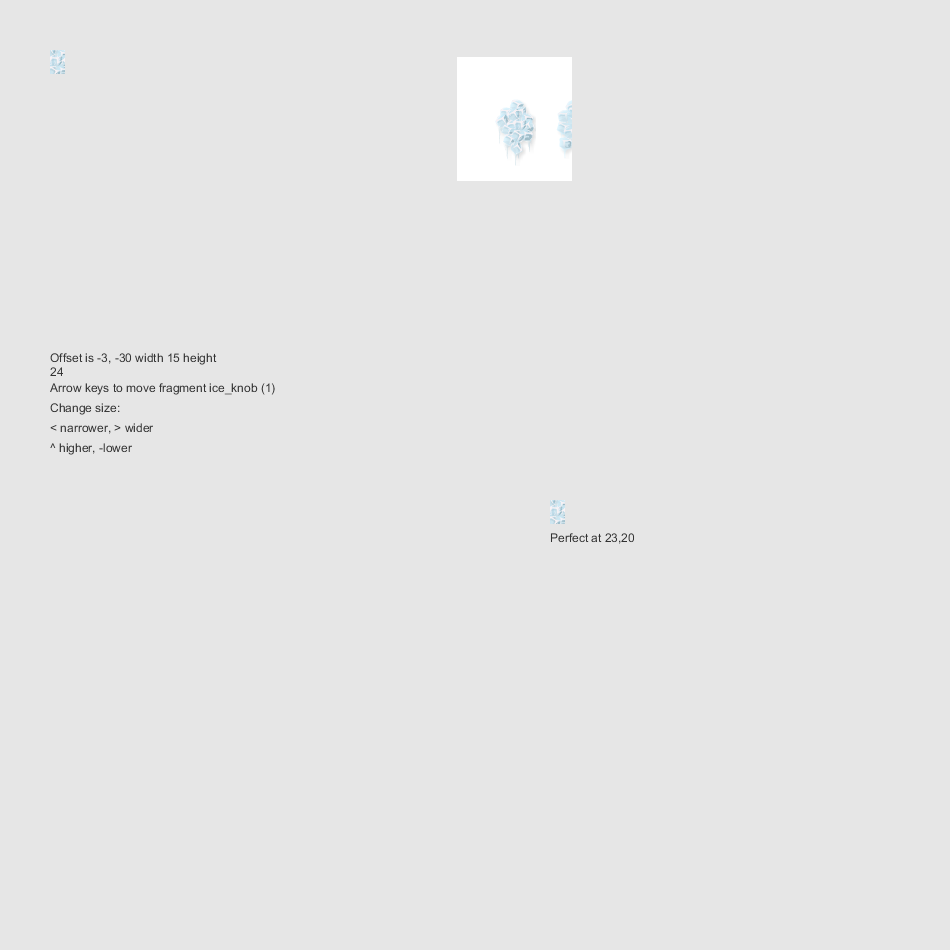 Offset is -3, -30 width 15 height
24
Arrow keys to move fragment ice_knob (1)
Change size:
< narrower, > wider
^ higher, -lower
Perfect at 23,20